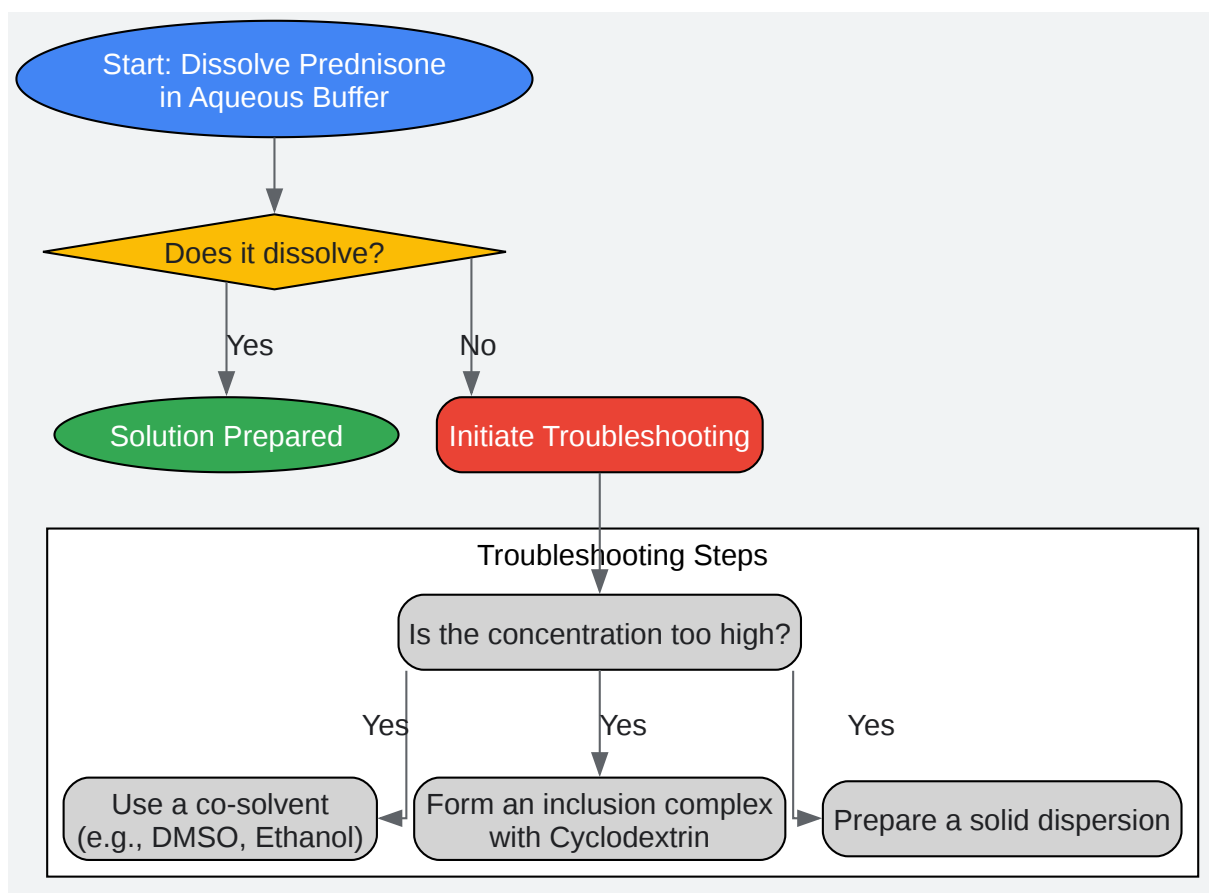 Start: Dissolve Prednisone
in Aqueous Buffer
Does it dissolve?
Yes
No
Solution Prepared
Initiate Troubleshooting
Troubleshooting Steps
Is the concentration too high?
Yes
Yes
Yes
Use a co-solvent
(e.g., DMSO, Ethanol)
Form an inclusion complex
with Cyclodextrin
Prepare a solid dispersion